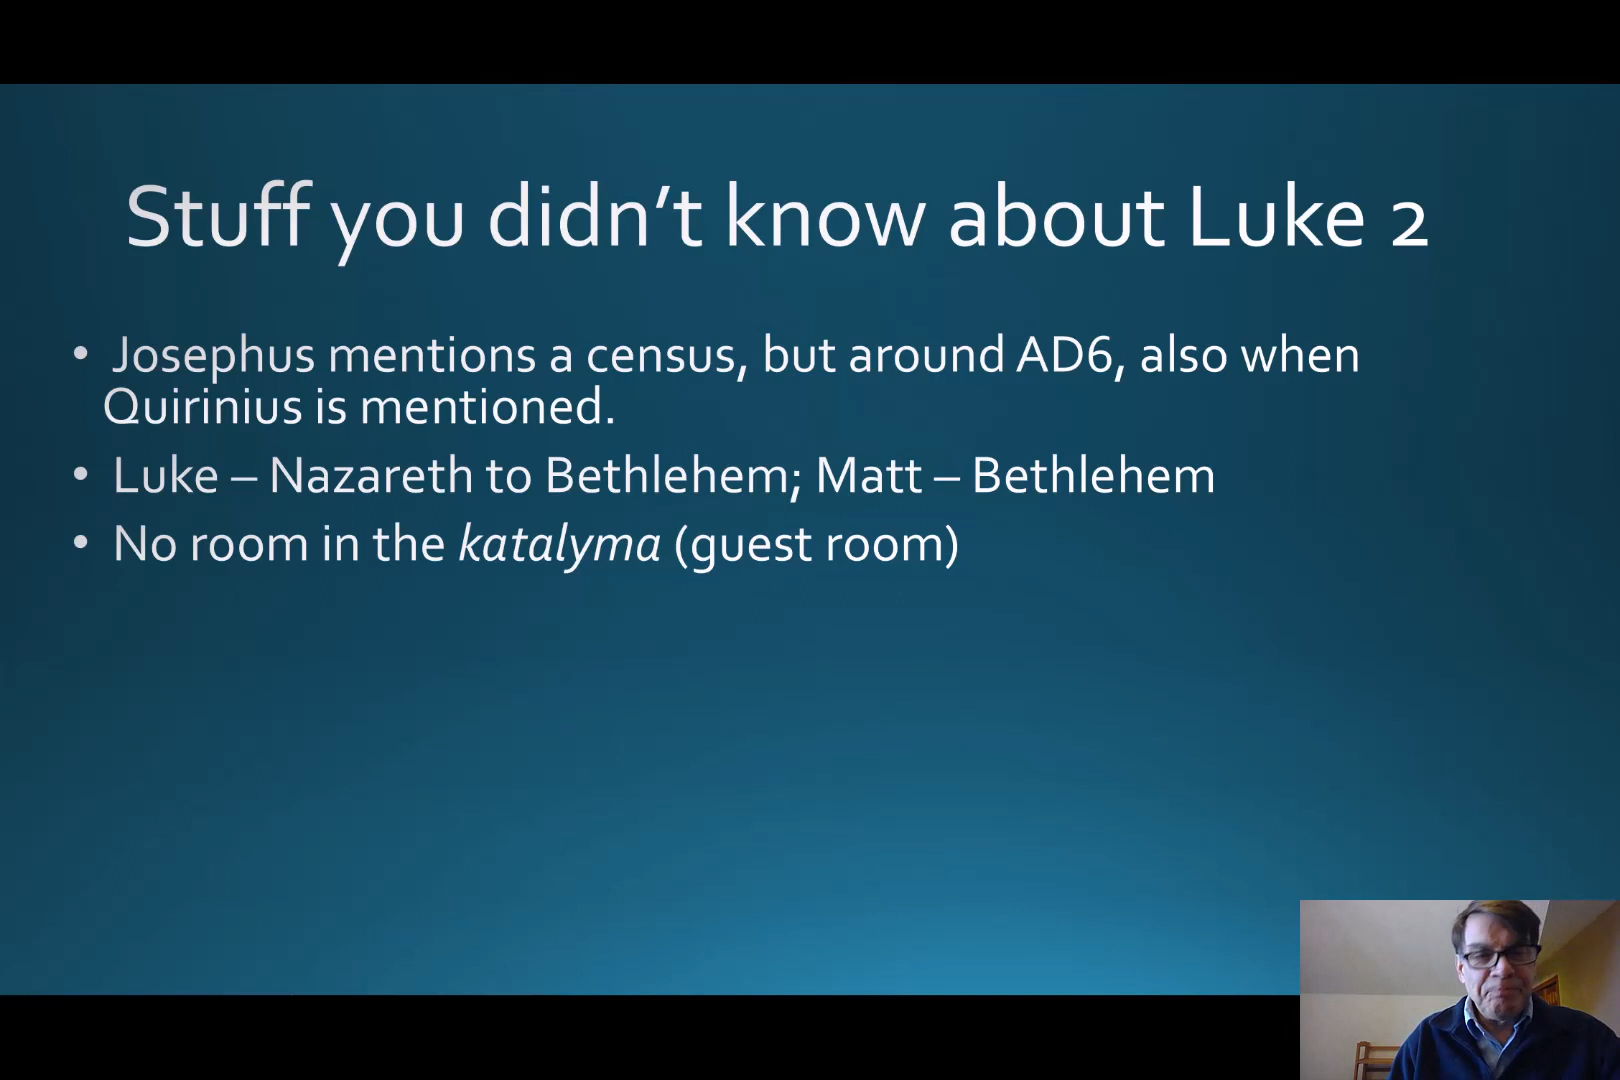 Stuff you didn’t know about Luke 2
• Josephus mentions a census, but around AD6, also when
Quirinius is mentioned.
• Luke – Nazareth to Bethlehem; Matt – Bethlehem
• No room in the katalyma (guest room)